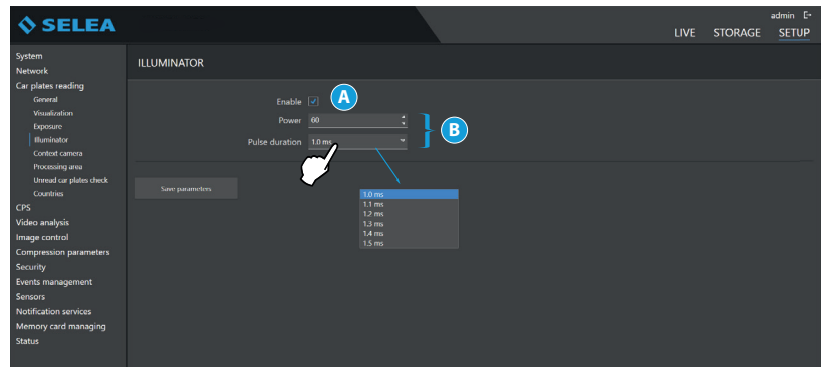 SELEA
admin
LIVE STORAGE SETUP
System
Network
Car plates reading
General
Visualization
Exposure
Illuminator
Context camera
Processing area
Unread car plates check
Countries
CPS
Video analysis
Image control
Compression parameters
Security
Events management
Sensors
Notification services
Memory card managing
Status
ILLUMINATOR
Enable A
Power 60
B
Pulse duration 1.0 ms
Save parameters
1.0 ms
1.1 ms
1.2 ms
1.3 ms
1.4 ms
1.5 ms